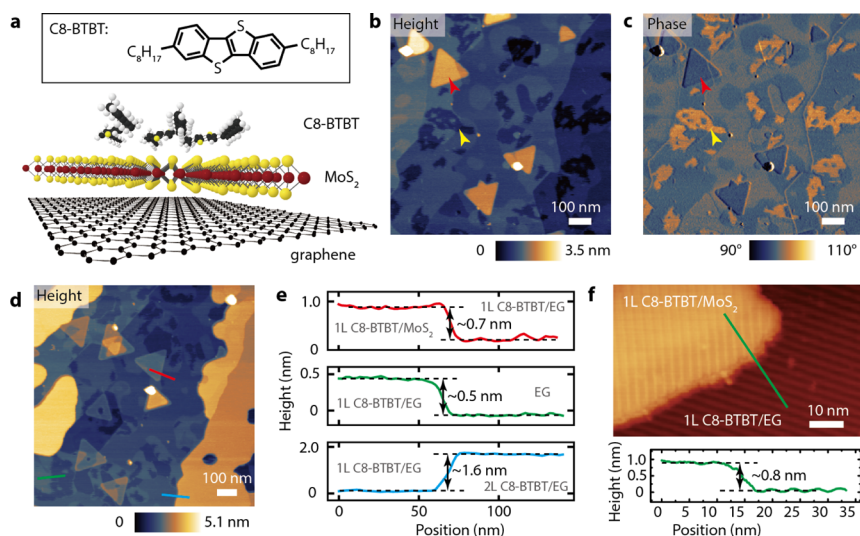 a
C8-BTBT:
C₈H₁₇
S
S
C₈H₁₇
C8-BTBT
MoS₂
graphene
b
Height
100 nm
0 3.5 nm
c
Phase
100 nm
90° 110°
d
Height
100 nm
0 5.1 nm
e
Height (nm)
1.0
0
1L C8-BTBT/EG
1L C8-BTBT/MoS₂
~0.7 nm
0.5
0
1L C8-BTBT/EG
EG
~0.5 nm
2.0
0
1L C8-BTBT/EG
~1.6 nm
2L C8-BTBT/EG
0 50 100
Position (nm)
f
1L C8-BTBT/MoS₂
1L C8-BTBT/EG
10 nm
Height (nm)
1.0
0.5
0
~0.8 nm
0 5 10 15 20 25 30 35
Position (nm)